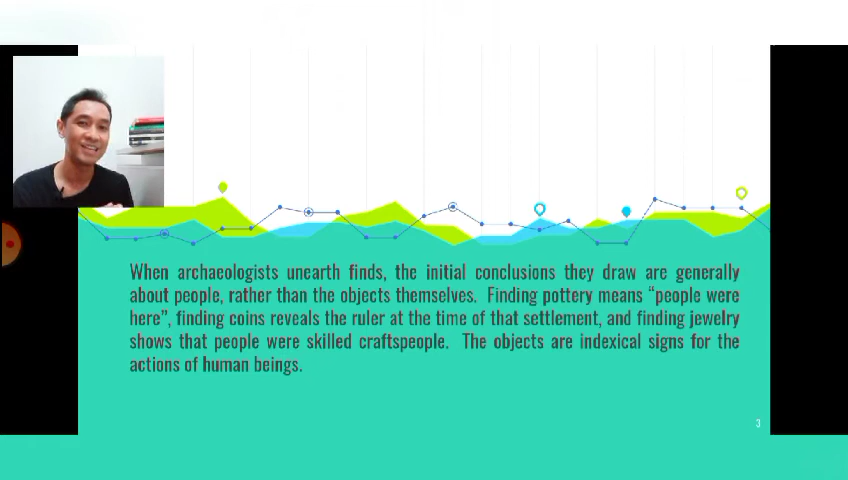 When archaeologists unearth finds, the initial conclusions they draw are generally
about people, rather than the objects themselves. Finding pottery means “people were
here”, finding coins reveals the ruler at the time of that settlement, and finding jewelry
shows that people were skilled craftspeople. The objects are indexical signs for the
actions of human beings.
3